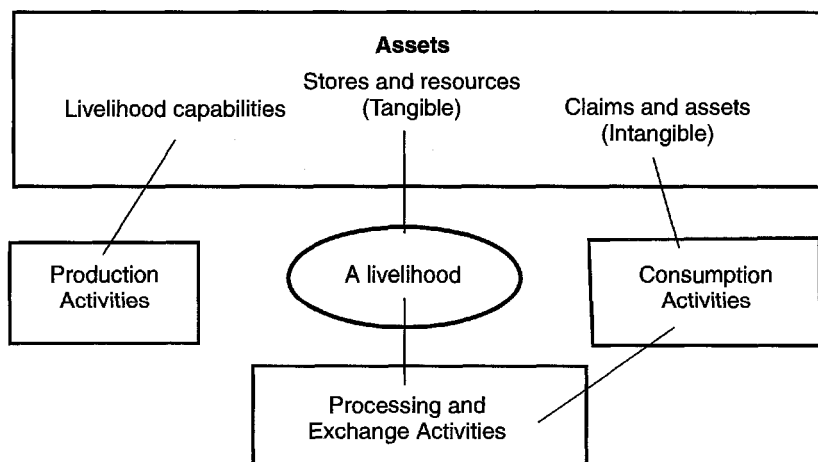 Assets
Stores and resources
(Tangible)
Livelihood capabilities
Claims and assets
(Intangible)
Production
Activities
A livelihood
Consumption
Activities
Processing and
Exchange Activities